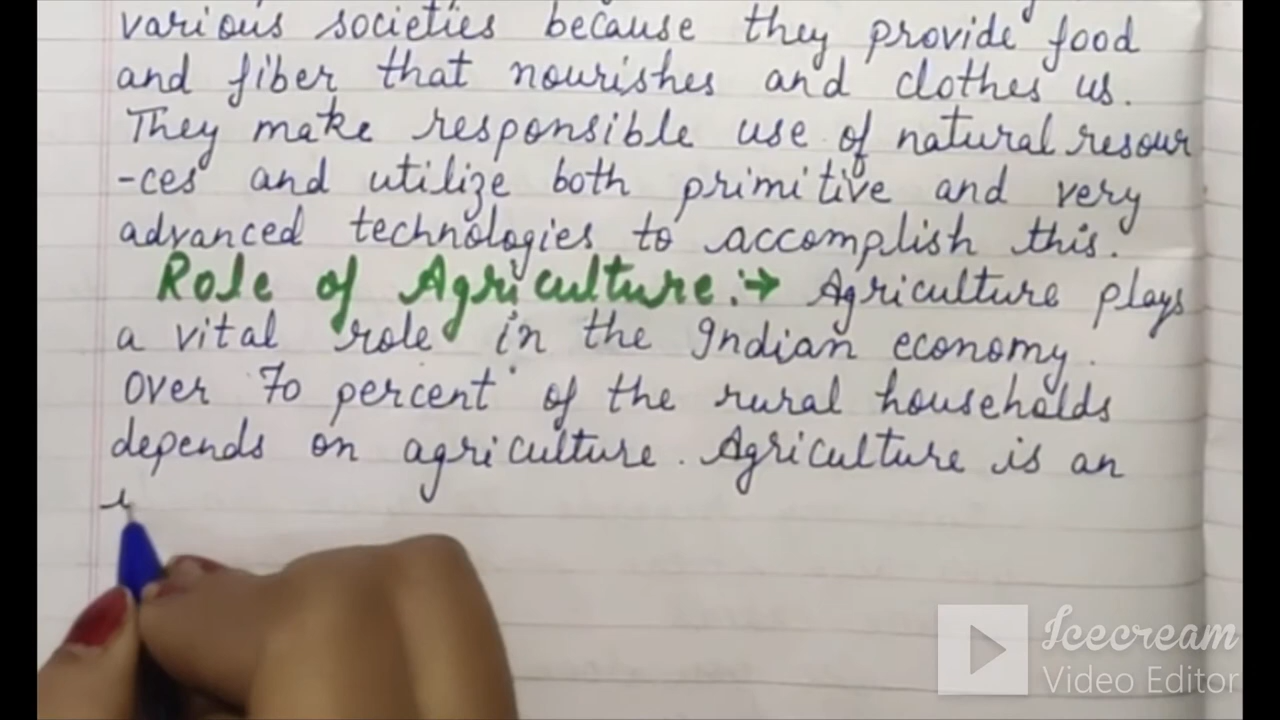 various societies because they provide food
and fiber that nourishes and clothes us.
They make responsible use of natural resour
-ces and utilize both primitive and very
advanced technologies to accomplish this.
Role of Agriculture :→ Agriculture plays
a vital role in the Indian economy.
Over 70 percent of the rural households
depends on agriculture. Agriculture is an
Icecream
Video Editor